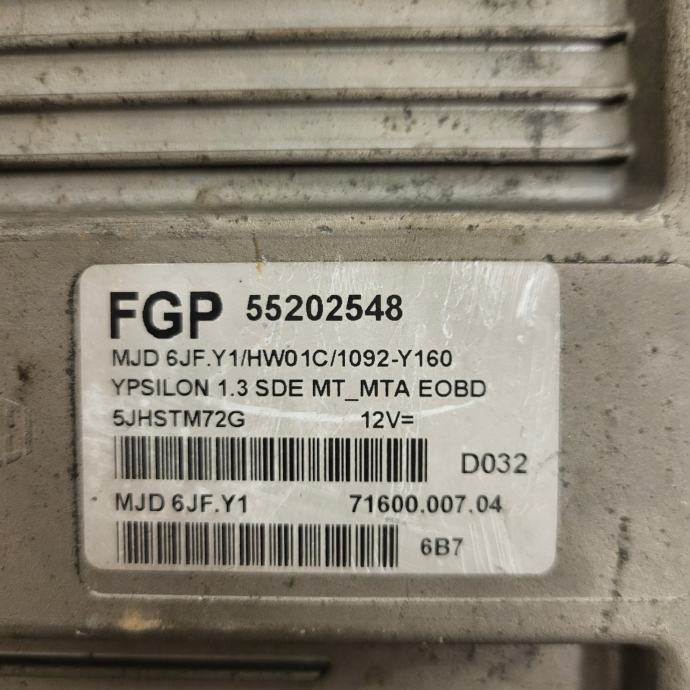 FGP 55202548
MJD 6JF.Y1/HW01C/1092-Y160
YPSILON 1.3 SDE MT_MTA EOBD
5JHSTM72G 12V=
D032
MJD 6JF.Y1 71600.007.04
6B7